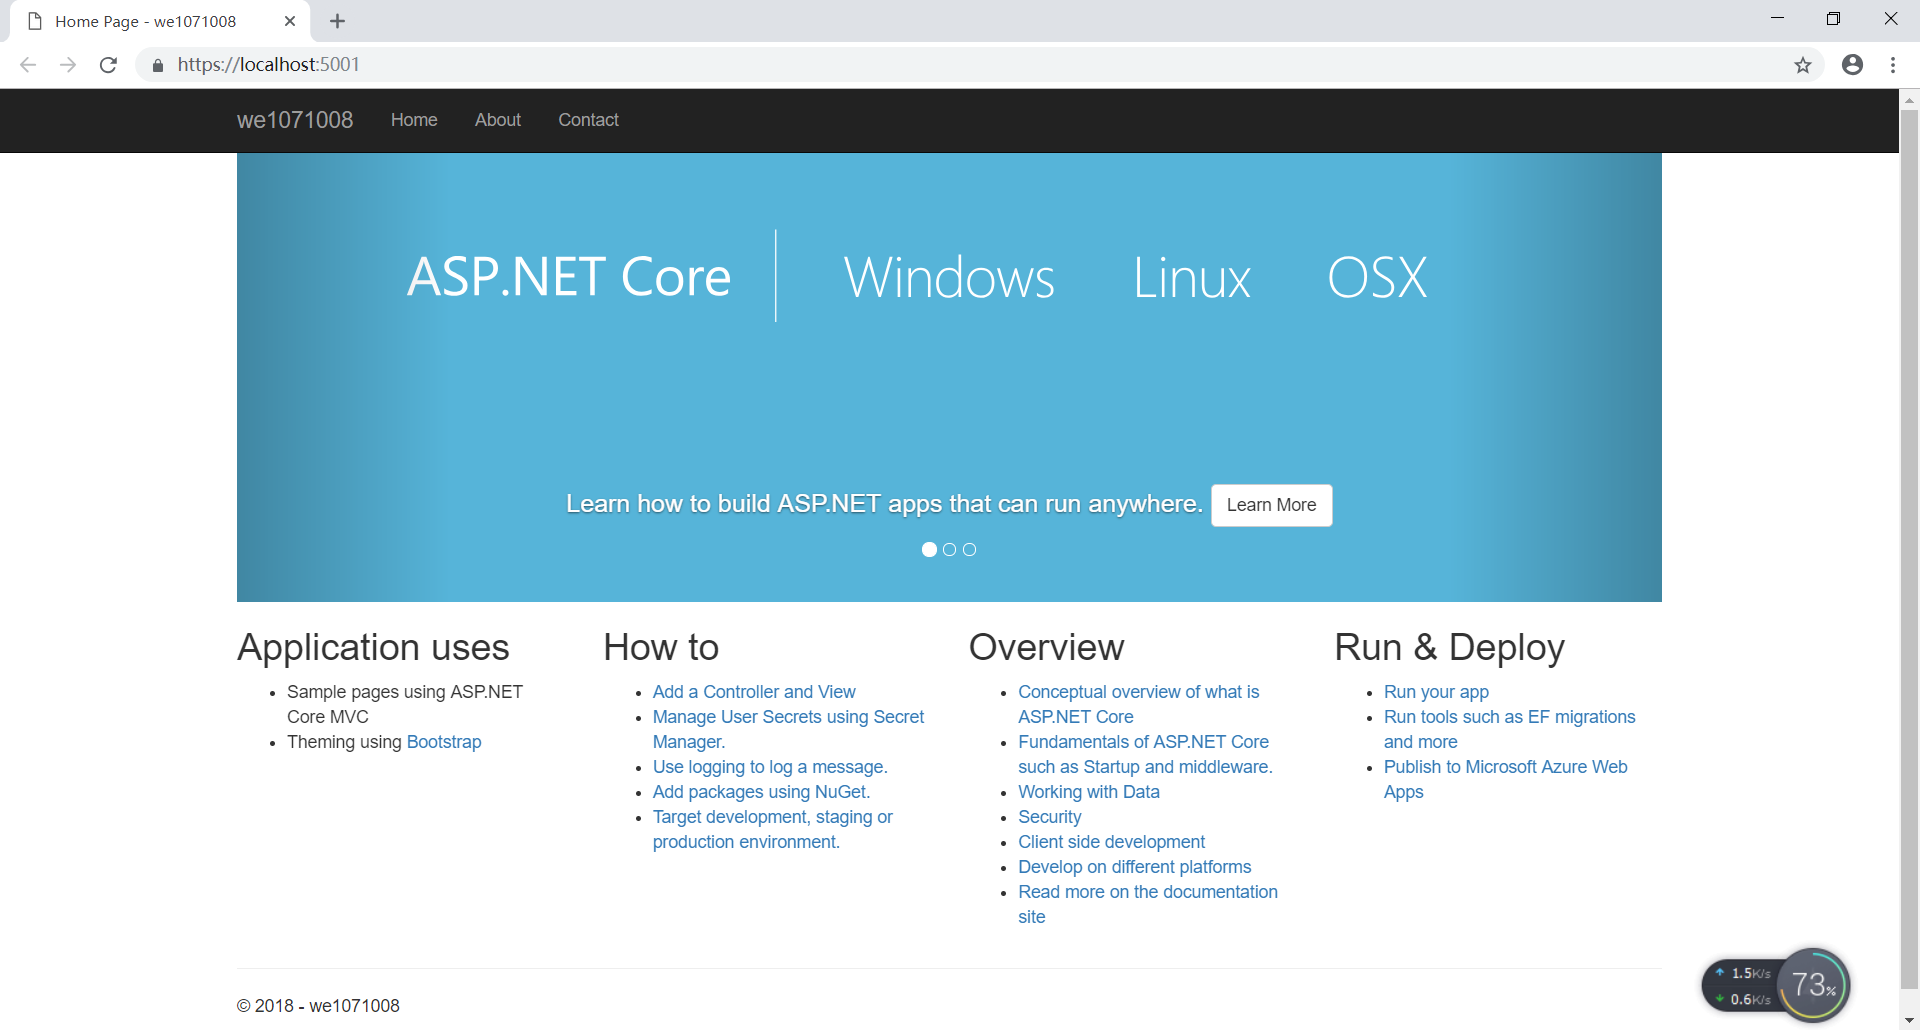 Home Page - we1071008
https://localhost:5001
we1071008 Home About Contact
ASP.NET Core Windows Linux OSX
Learn how to build ASP.NET apps that can run anywhere. Learn More
Application uses
Sample pages using ASP.NET
Core MVC
Theming using Bootstrap
How to
Add a Controller and View
Manage User Secrets using Secret
Manager.
Use logging to log a message.
Add packages using NuGet.
Target development, staging or
production environment.
Overview
Conceptual overview of what is
ASP.NET Core
Fundamentals of ASP.NET Core
such as Startup and middleware.
Working with Data
Security
Client side development
Develop on different platforms
Read more on the documentation
site
Run & Deploy
Run your app
Run tools such as EF migrations
and more
Publish to Microsoft Azure Web
Apps
© 2018 - we1071008
1.5K/s
0.6K/s
73%